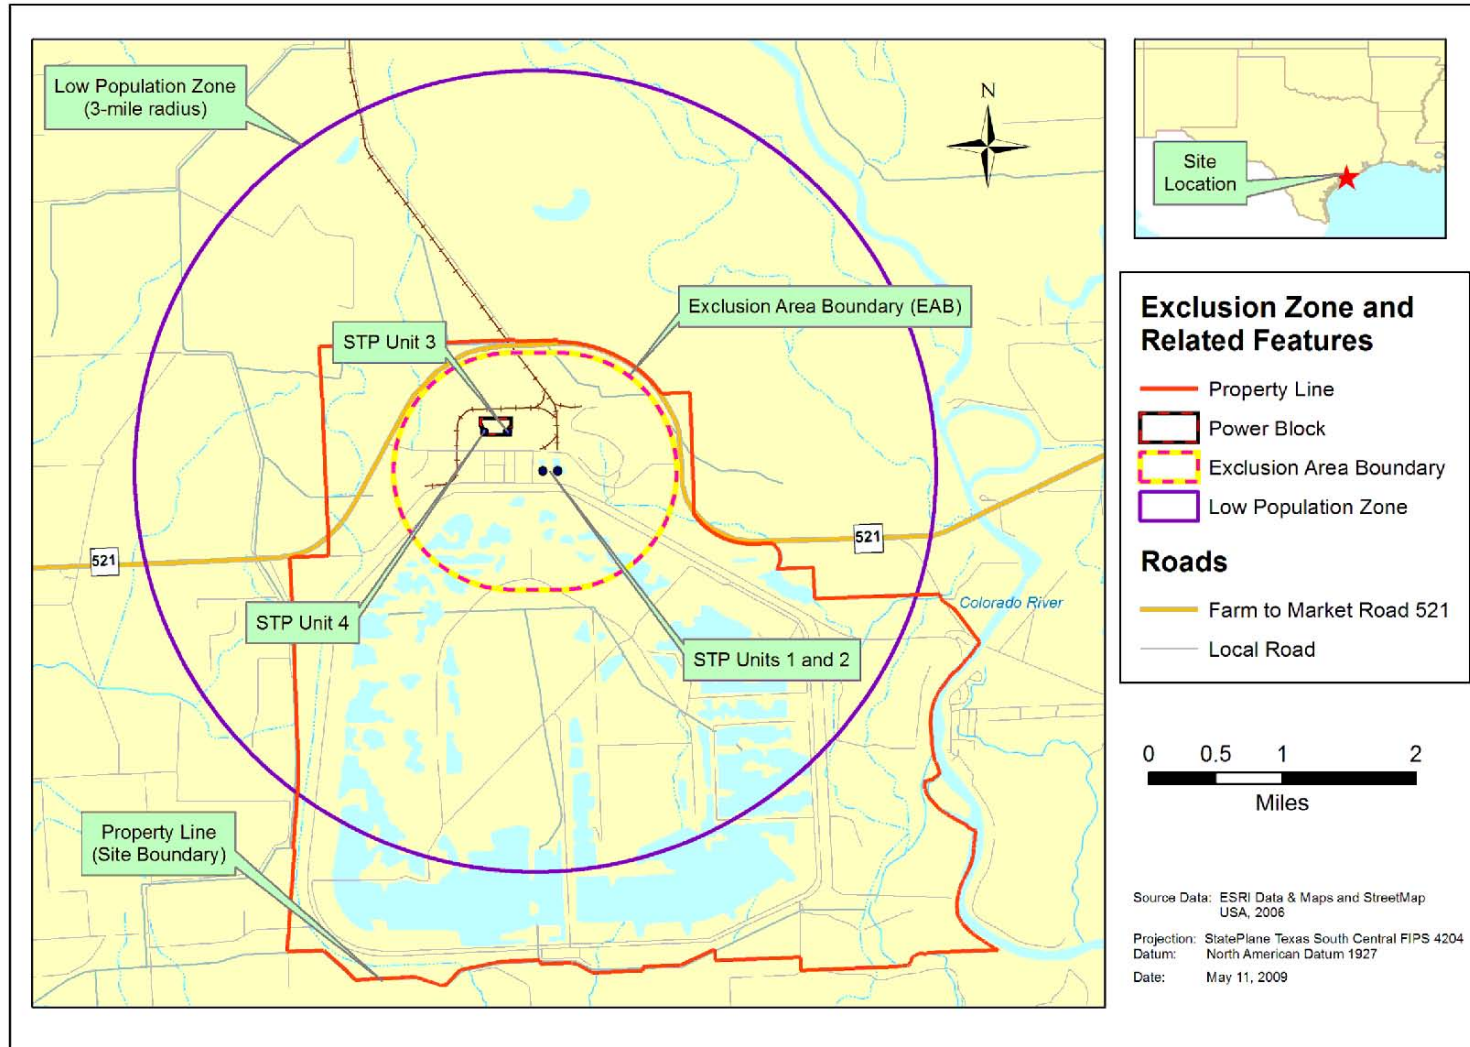 Low Population Zone
(3-mile radius)
N
Site
Location
STP Unit 3
Exclusion Area Boundary (EAB)
521
521
STP Unit 4
STP Units 1 and 2
Colorado River
Property Line
(Site Boundary)
Exclusion Zone and
Related Features
Property Line
Power Block
Exclusion Area Boundary
Low Population Zone
Roads
Farm to Market Road 521
Local Road
0 0.5 1 2
Miles
Source Data: ESRI Data & Maps and StreetMap
USA, 2006
Projection: StatePlane Texas South Central FIPS 4204
Datum: North American Datum 1927
Date: May 11, 2009